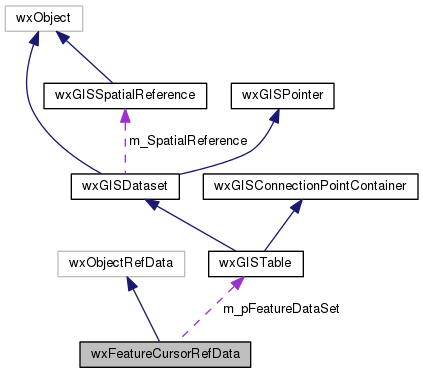 wxObject
wxGISSpatialReference
wxGISPointer
m_SpatialReference
wxGISDataset
wxGISConnectionPointContainer
wxObjectRefData
wxGISTable
m_pFeatureDataSet
wxFeatureCursorRefData